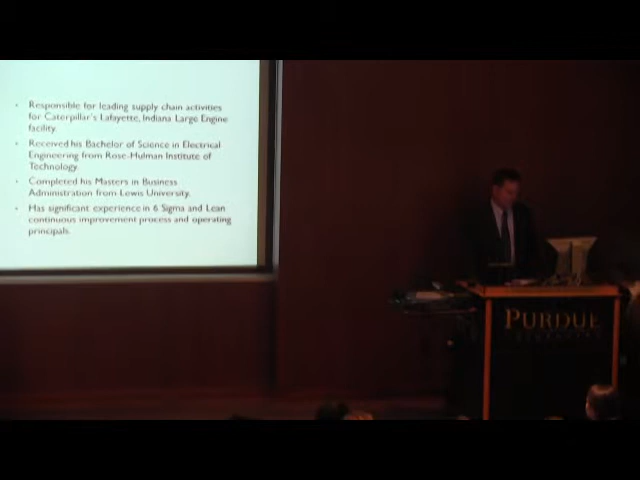 • Responsible for leading supply chain activities
for Caterpillar's Lafayette, Indiana Large Engine
facility.
• Received his Bachelor of Science in Electrical
Engineering from Rose-Hulman Institute of
Technology.
• Completed his Masters in Business
Administration from Lewis University.
• Has significant experience in 6 Sigma and Lean
continuous improvement process and operating
principals.
PURDUE